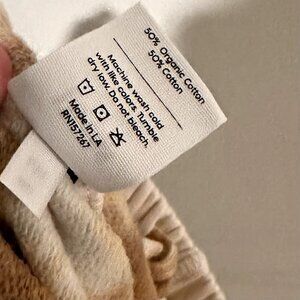 50% Organic Cotton
50% Cotton
Machine wash cold
with like colors. Tumble
dry low. Do not bleach.
Made in LA
RN157267